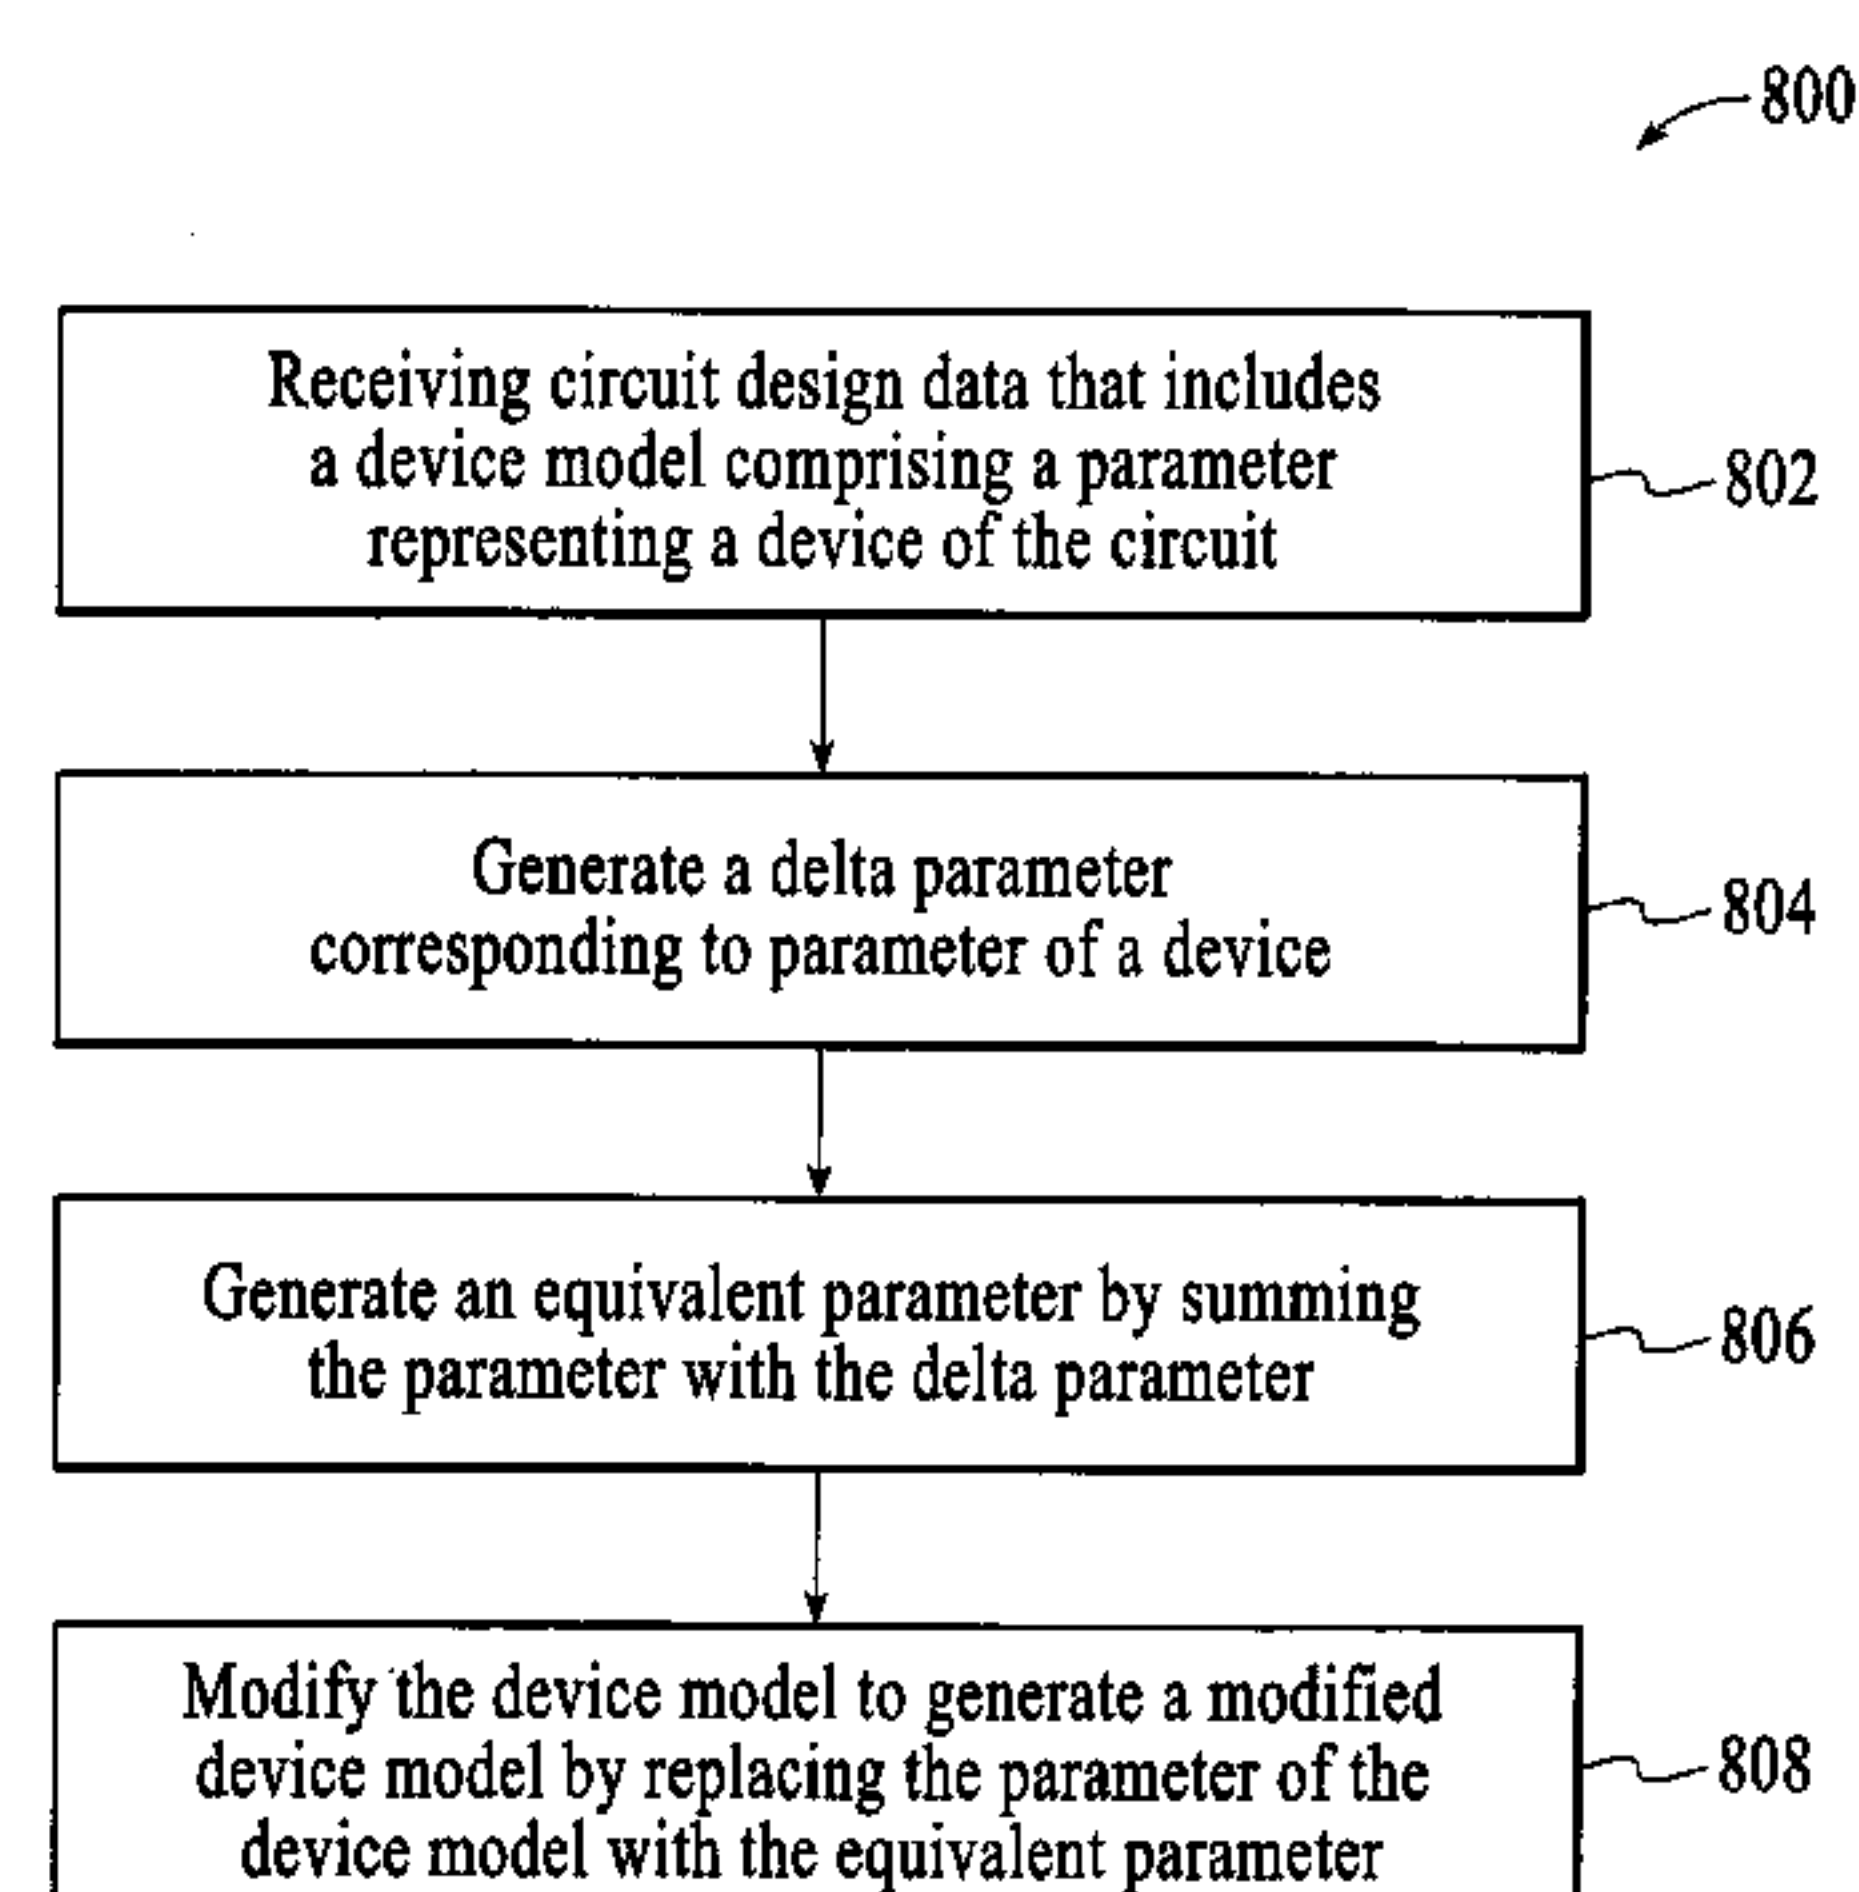 800
Receiving circuit design data that includes
a device model comprising a parameter
representing a device of the circuit
802
Generate a delta parameter
corresponding to parameter of a device
804
Generate an equivalent parameter by summing
the parameter with the delta parameter
806
Modify the device model to generate a modified
device model by replacing the parameter of the
device model with the equivalent parameter
808